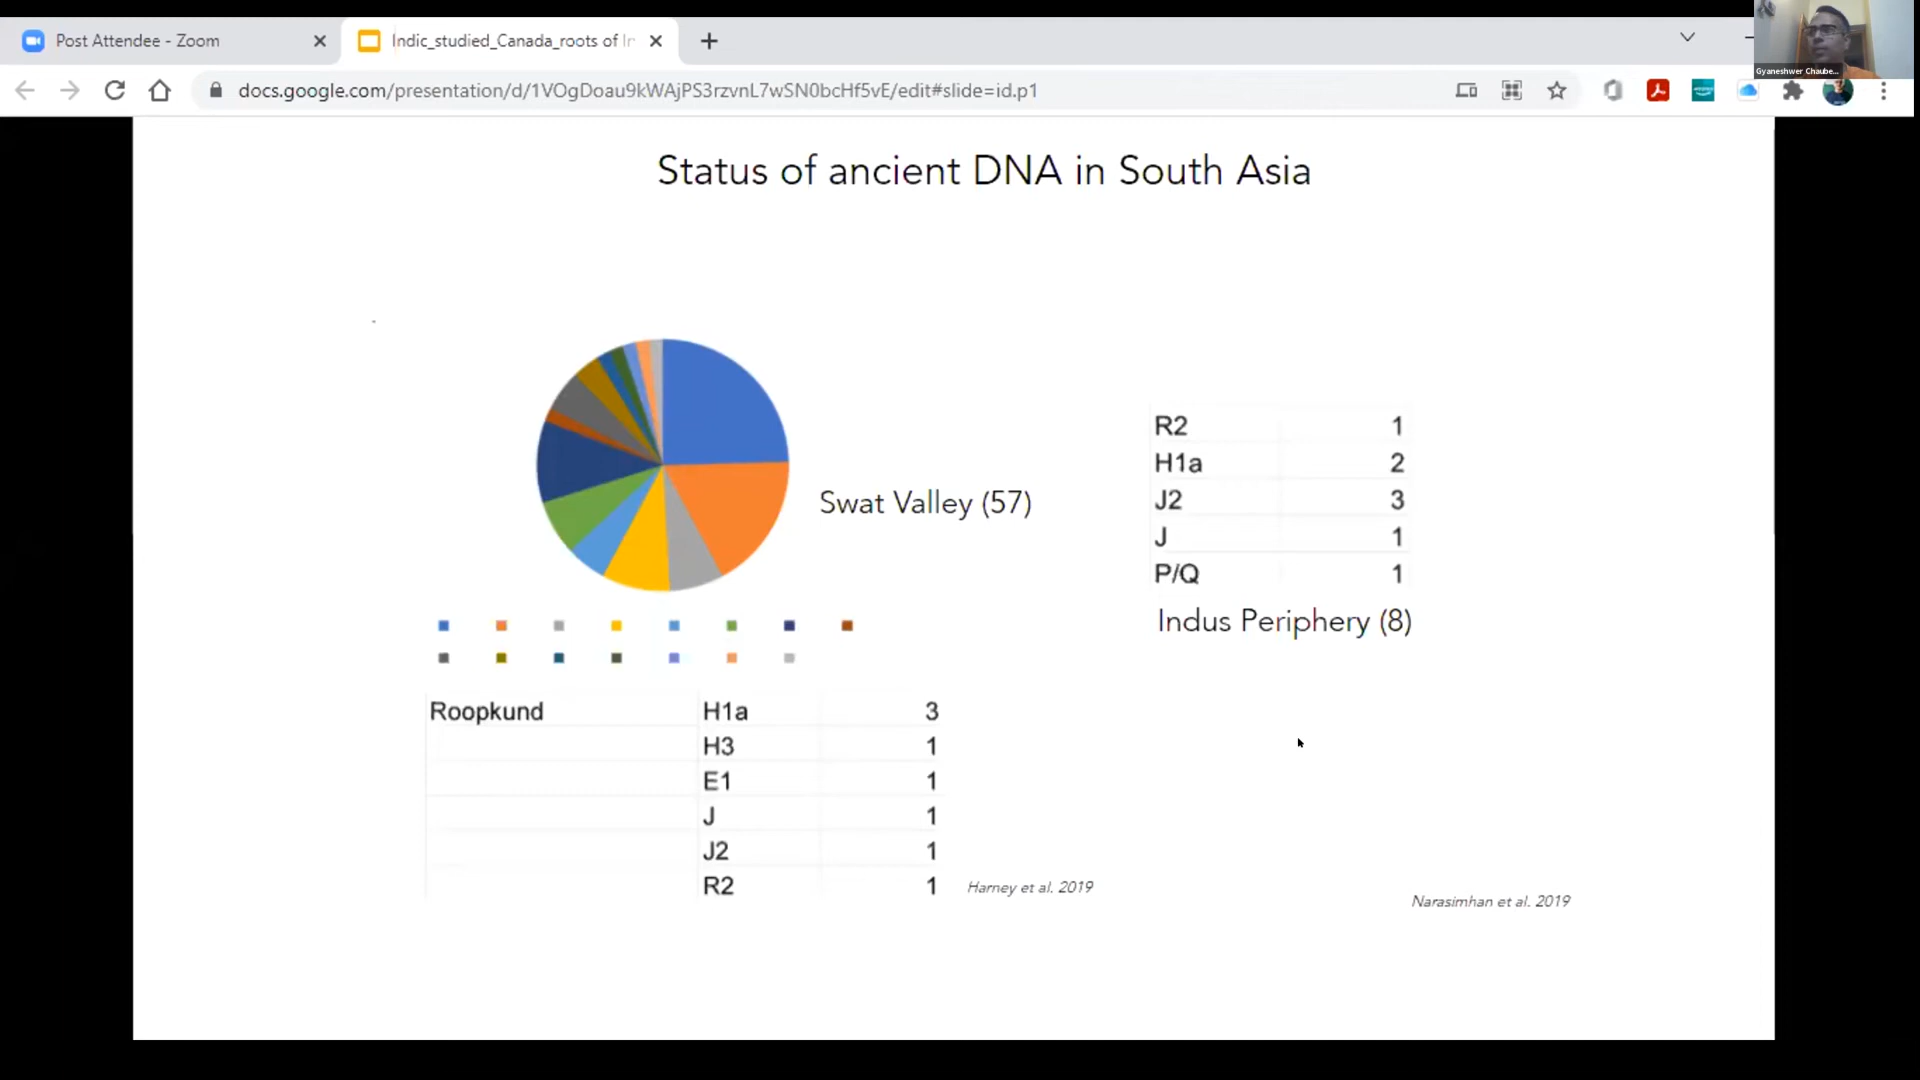 Post Attendee - Zoom
Indic_studied_Canada_roots of In
docs.google.com/presentation/d/1VOgDoau9kWAjPS3rzvnL7wSN0bcHf5vE/edit#slide=id.p1
Gyaneshwer Chaube...
Status of ancient DNA in South Asia
Swat Valley (57)
R2 1
H1a 2
J2 3
J 1
P/Q 1
Indus Periphery (8)
Roopkund H1a 3
H3 1
E1 1
J 1
J2 1
R2 1
Harney et al. 2019
Narasimhan et al. 2019